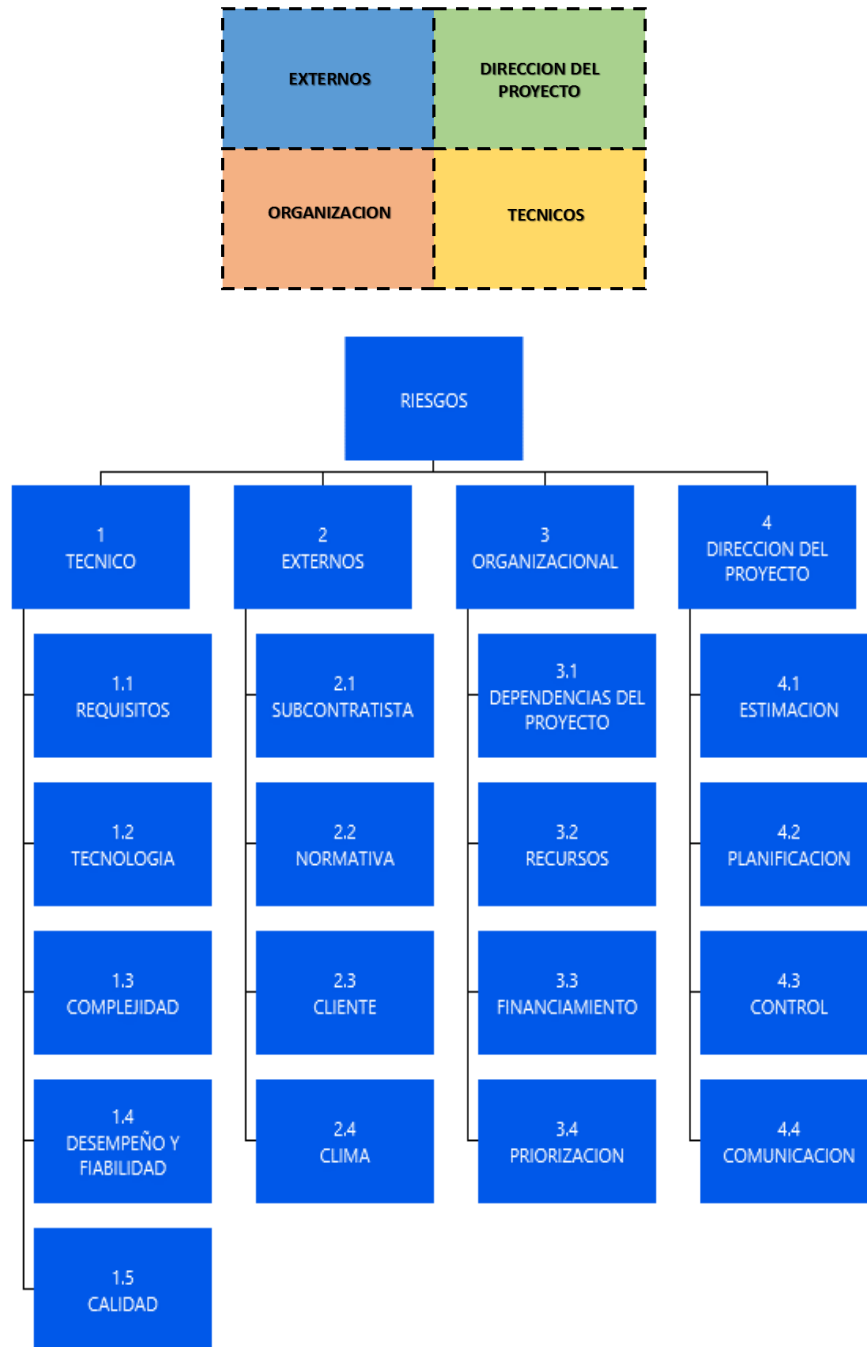 EXTERNOS
DIRECCION DEL
PROYECTO
ORGANIZACION
TECNICOS
RIESGOS
1
TECNICO
2
EXTERNOS
3
ORGANIZACIONAL
4
DIRECCION DEL
PROYECTO
1.1
REQUISITOS
2.1
SUBCONTRATISTA
3.1
DEPENDENCIAS DEL
PROYECTO
4.1
ESTIMACION
1.2
TECNOLOGIA
2.2
NORMATIVA
3.2
RECURSOS
4.2
PLANIFICACION
1.3
COMPLEJIDAD
2.3
CLIENTE
3.3
FINANCIAMIENTO
4.3
CONTROL
1.4
DESEMPEÑO Y
FIABILIDAD
2.4
CLIMA
3.4
PRIORIZACION
4.4
COMUNICACION
1.5
CALIDAD